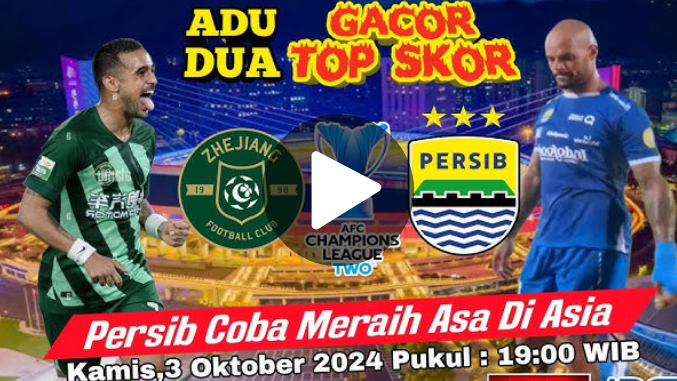 ADU GACOR
DUA TOP SKOR
ZHEJIANG
19 98
FOOTBALL CLUB
AFC
CHAMPIONS
LEAGUE
TWO
PERSIB
Persib Coba Meraih Asa Di Asia
Kamis,3 Oktober 2024 Pukul : 19:00 WIB